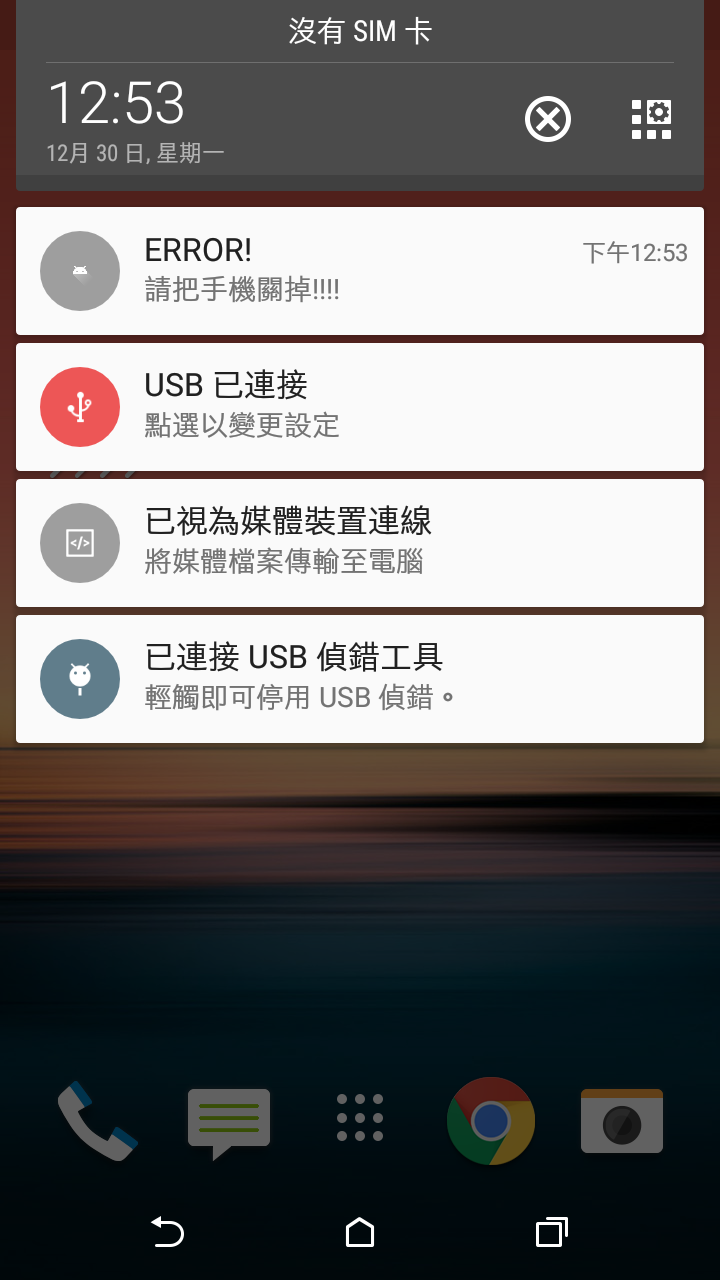 沒有 SIM 卡
12:53
12月 30 日, 星期一
ERROR!
下午12:53
請把手機關掉!!!!
USB 已連接
點選以變更設定
已視為媒體裝置連線
將媒體檔案傳輸至電腦
已連接 USB 偵錯工具
輕觸即可停用 USB 偵錯。